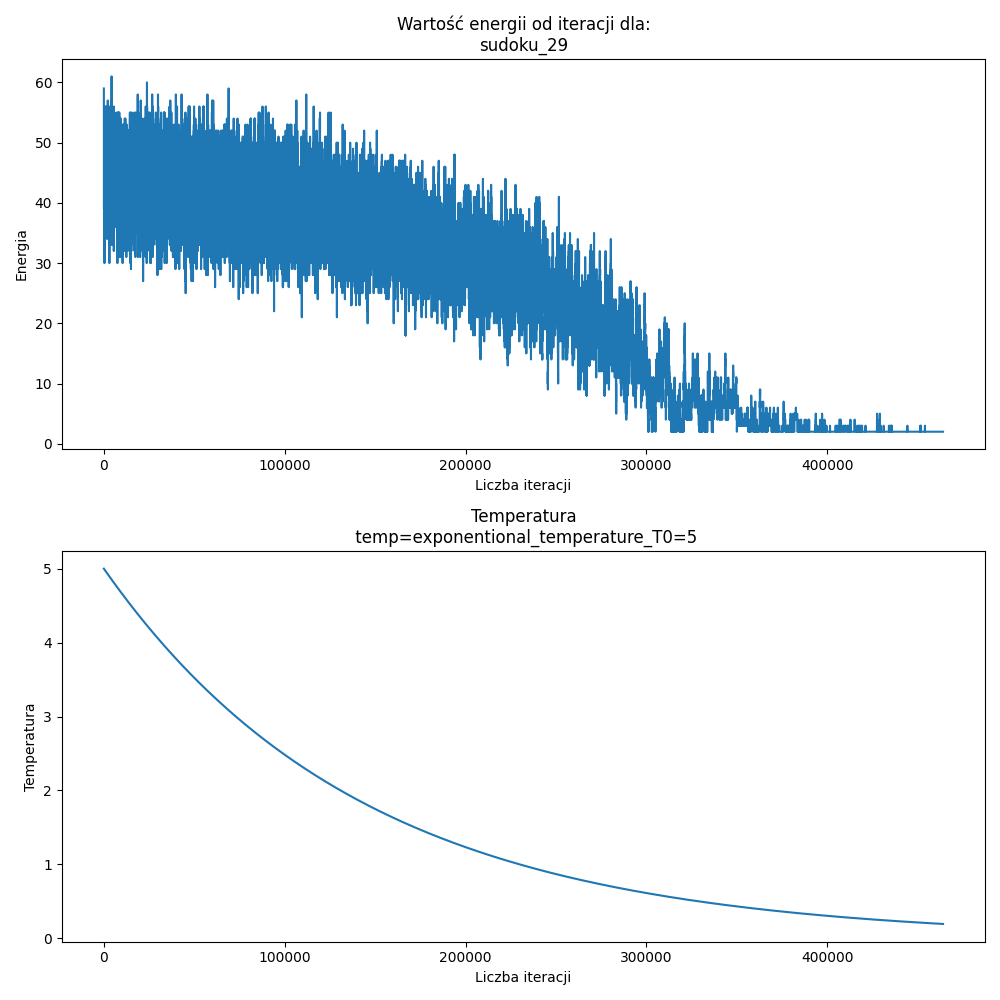 Wartość energii od iteracji dla:
sudoku_29
60
50
40
30
20
10
0
Energia
0 100000 200000 300000 400000
Liczba iteracji
Temperatura
temp=exponentional_temperature_T0=5
5
4
3
2
1
0
Temperatura
0 100000 200000 300000 400000
Liczba iteracji